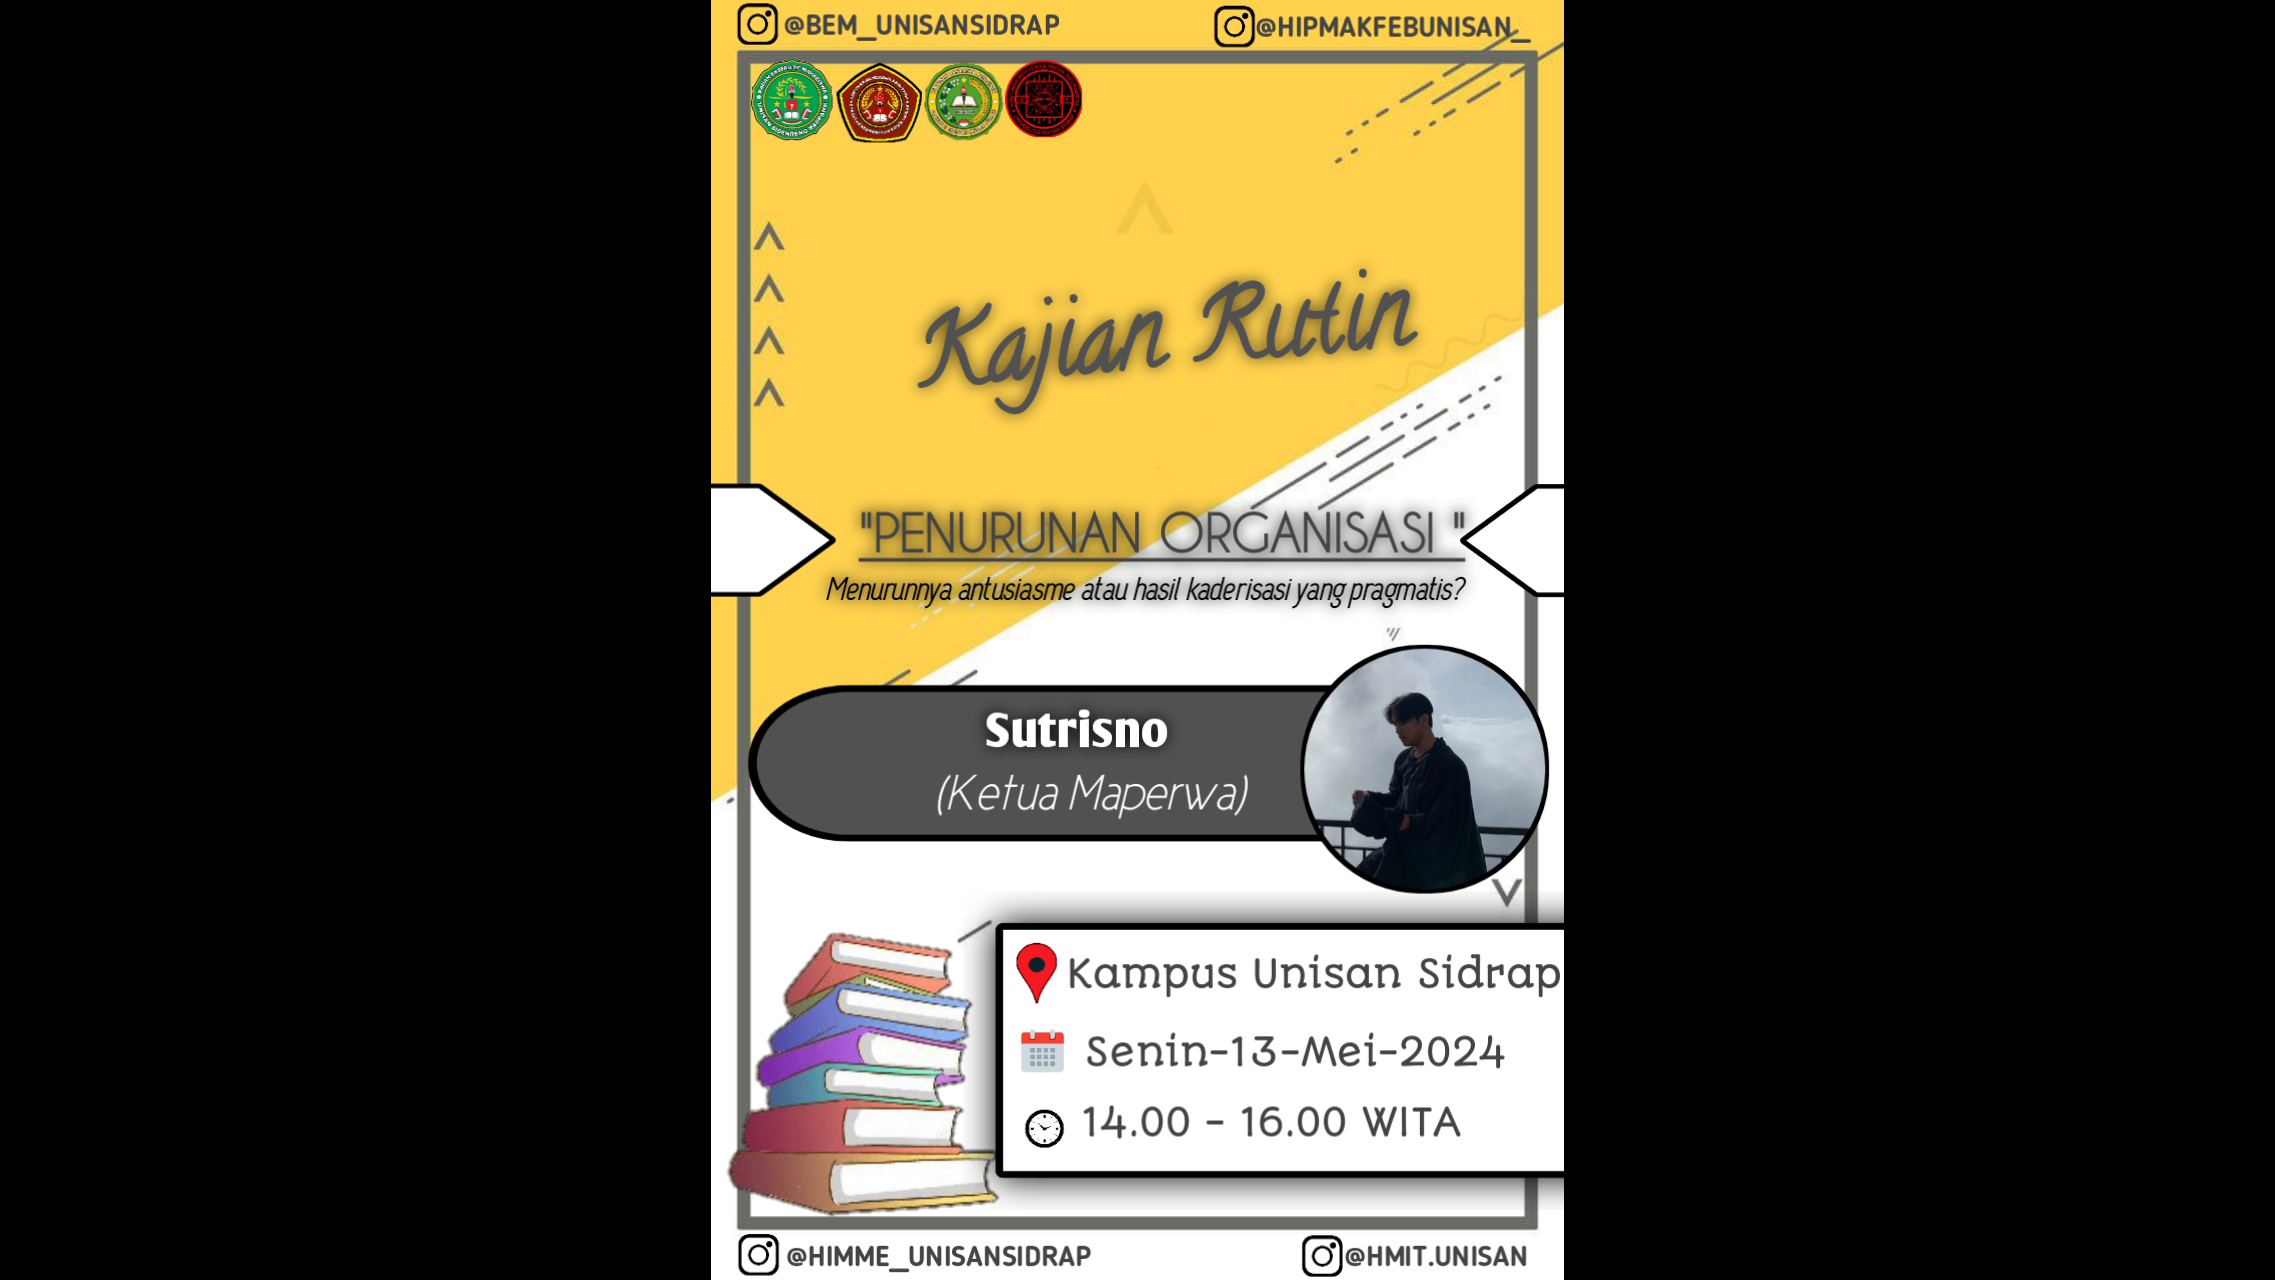 @BEM_UNISANSIDRAP
@HIPMAKFEBUNISAN_
Kajian Rutin
"PENURUNAN ORGANISASI "
Menurunnya antusiasme atau hasil kaderisasi yang pragmatis?
Sutrisno
(Ketua Maperwa)
Kampus Unisan Sidrap
Senin-13-Mei-2024
14.00 - 16.00 WITA
@HIMME_UNISANSIDRAP
@HMIT.UNISAN